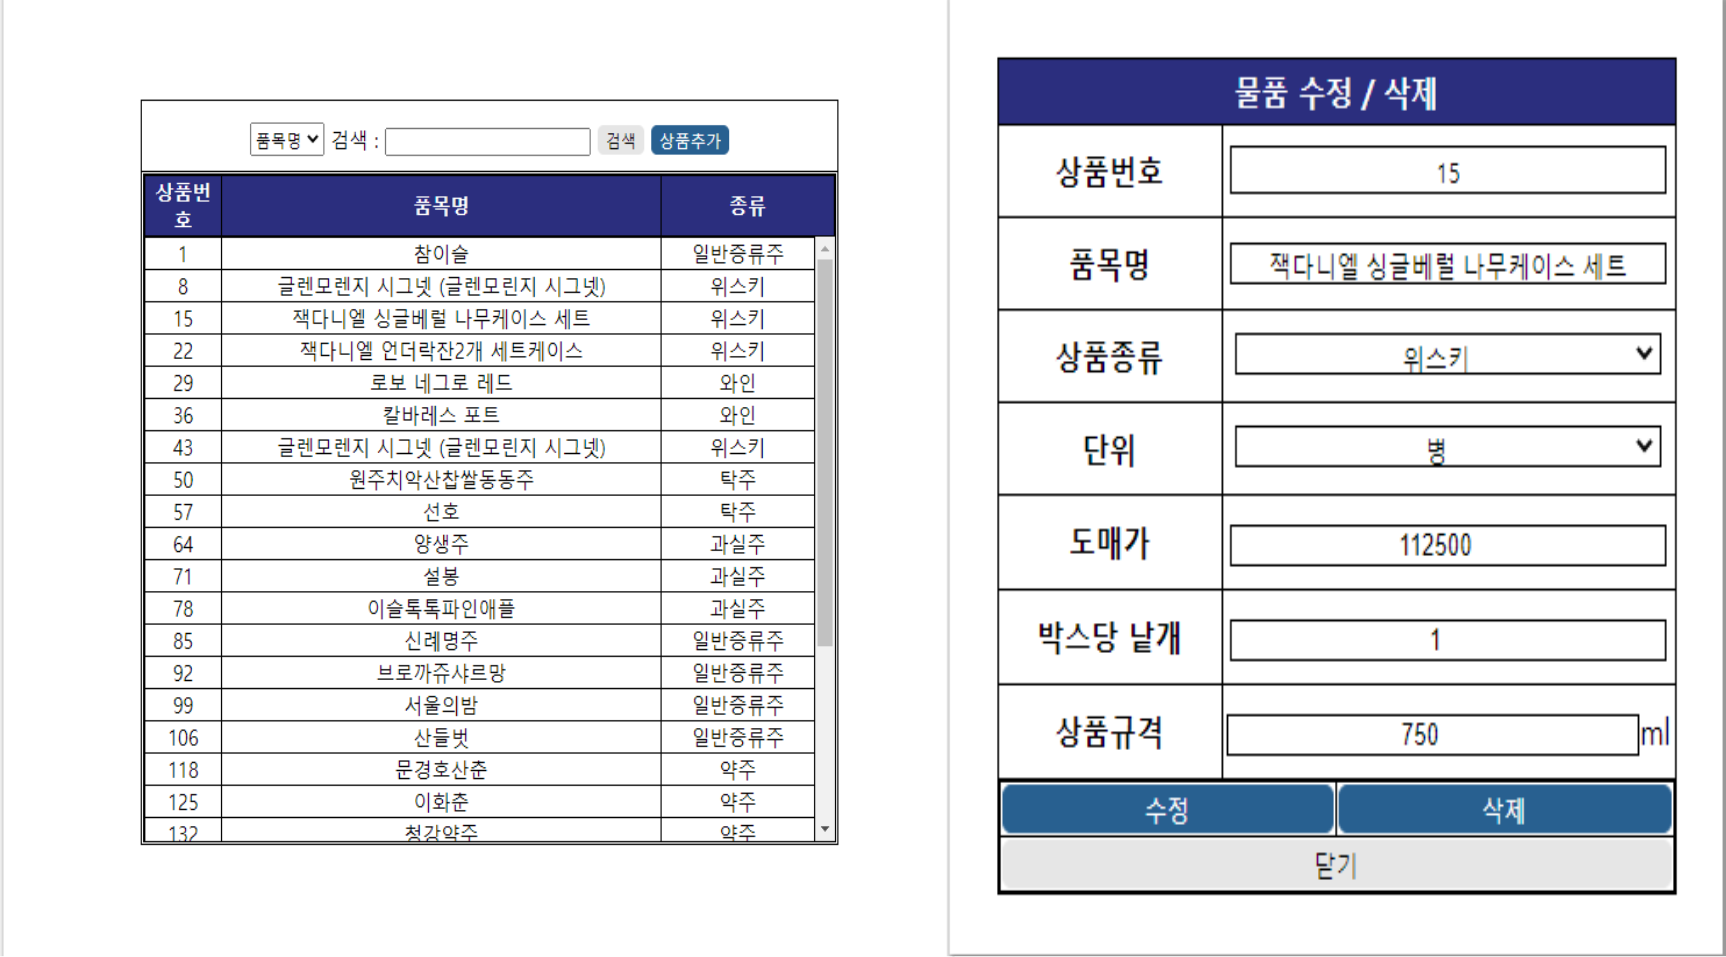 품목명 검색 : 검색 상품추가
상품번호 품목명 종류
1 참이슬 일반증류주
8 글렌모렌지 시그넷 (글렌모린지 시그넷) 위스키
15 잭다니엘 싱글베럴 나무케이스 세트 위스키
22 잭다니엘 언더락잔2개 세트케이스 위스키
29 로보 네그로 레드 와인
36 칼바레스 포트 와인
43 글렌모렌지 시그넷 (글렌모린지 시그넷) 위스키
50 원주치악산찹쌀동동주 탁주
57 선호 탁주
64 양생주 과실주
71 설봉 과실주
78 이슬톡톡파인애플 과실주
85 신례명주 일반증류주
92 브로까쥬샤르망 일반증류주
99 서울의밤 일반증류주
106 산들벗 일반증류주
118 문경호산춘 약주
125 이화춘 약주
132 청강약주 약주
물품 수정 / 삭제
상품번호 15
품목명 잭다니엘 싱글베럴 나무케이스 세트
상품종류 위스키
단위 병
도매가 112500
박스당 낱개 1
상품규격 750 ml
수정 삭제
닫기